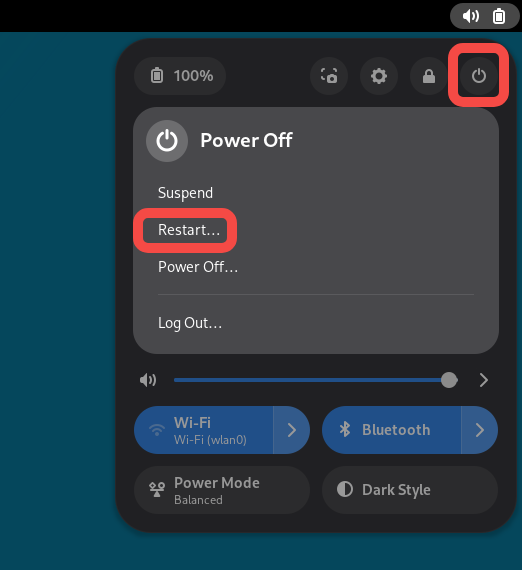 100%
Power Off
Suspend
Restart...
Power Off...
Log Out...
Wi-Fi
Wi-Fi (wlan0)
Bluetooth
Power Mode
Balanced
Dark Style